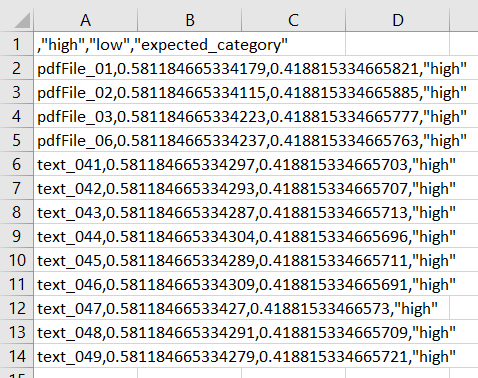 A B C D
1 ,"high","low","expected_category"
2 pdfFile_01,0.581184665334179,0.418815334665821,"high"
3 pdfFile_02,0.581184665334115,0.418815334665885,"high"
4 pdfFile_03,0.581184665334223,0.418815334665777,"high"
5 pdfFile_06,0.581184665334237,0.418815334665763,"high"
6 text_041,0.581184665334297,0.418815334665703,"high"
7 text_042,0.581184665334293,0.418815334665707,"high"
8 text_043,0.581184665334287,0.418815334665713,"high"
9 text_044,0.581184665334304,0.418815334665696,"high"
10 text_045,0.581184665334289,0.418815334665711,"high"
11 text_046,0.581184665334309,0.418815334665691,"high"
12 text_047,0.58118466533427,0.41881533466573,"high"
13 text_048,0.581184665334291,0.418815334665709,"high"
14 text_049,0.581184665334279,0.418815334665721,"high"
15